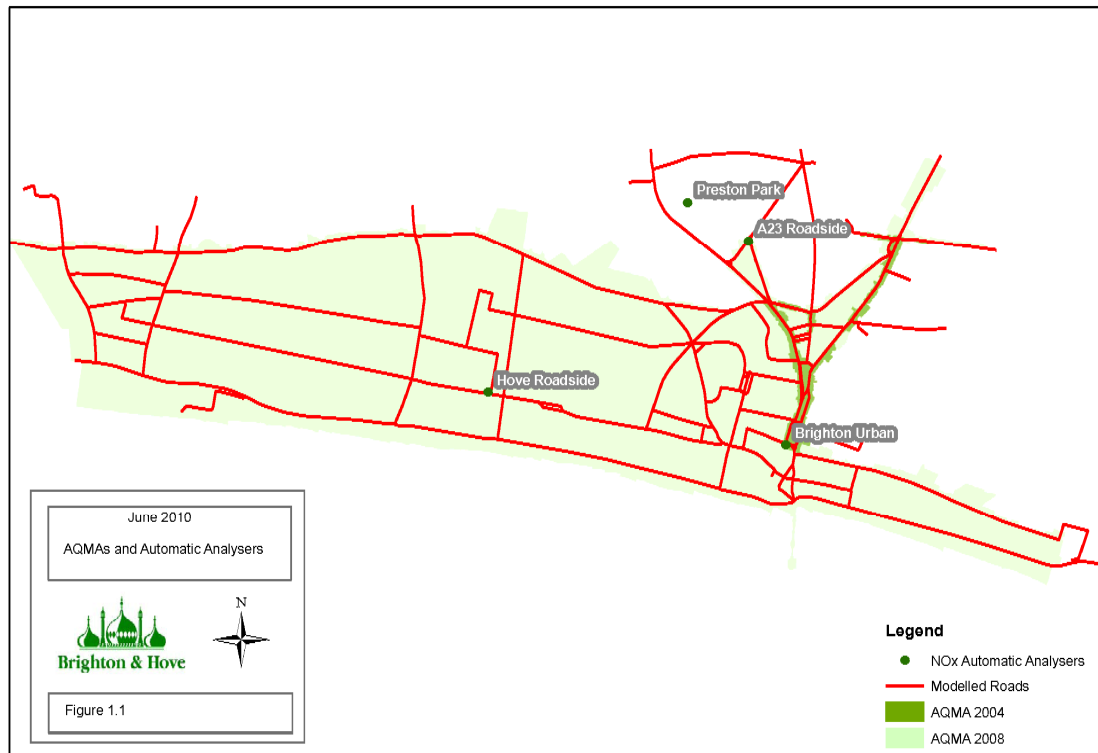 Preston Park
A23 Roadside
Hove Roadside
Brighton Urban
June 2010
AQMAs and Automatic Analysers
N
Brighton & Hove
Figure 1.1
Legend
NOx Automatic Analysers
Modelled Roads
AQMA 2004
AQMA 2008